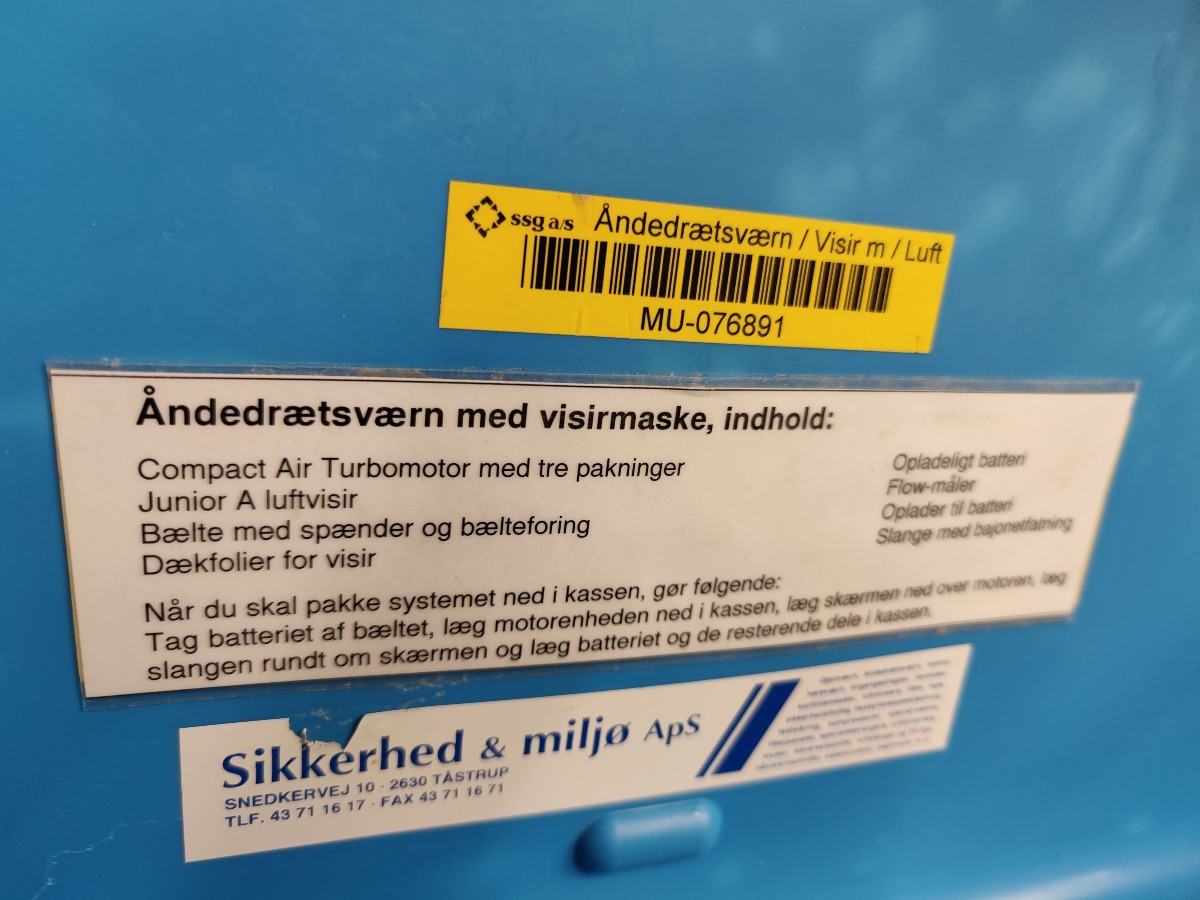 ssg a/s Åndedrætsværn / Visir m / Luft
MU-076891
Åndedrætsværn med visirmaske, indhold:
Compact Air Turbomotor med tre pakninger
Junior A luftvisir
Bælte med spænder og bælteforing
Dækfolier for visir
Opladeligt batteri
Flow-måler
Oplader til batteri
Slange med bajonetfatning
Når du skal pakke systemet ned i kassen, gør følgende:
Tag batteriet af bæltet, læg motorenheden ned i kassen, læg skærmen ned over motoren, læg
slangen rundt om skærmen og læg batteriet og de resterende dele i kassen.
Sikkerhed & miljø ApS
SNEDKERVEJ 10 · 2630 TÅSTRUP
TLF. 43 71 16 17 · FAX 43 71 16 71